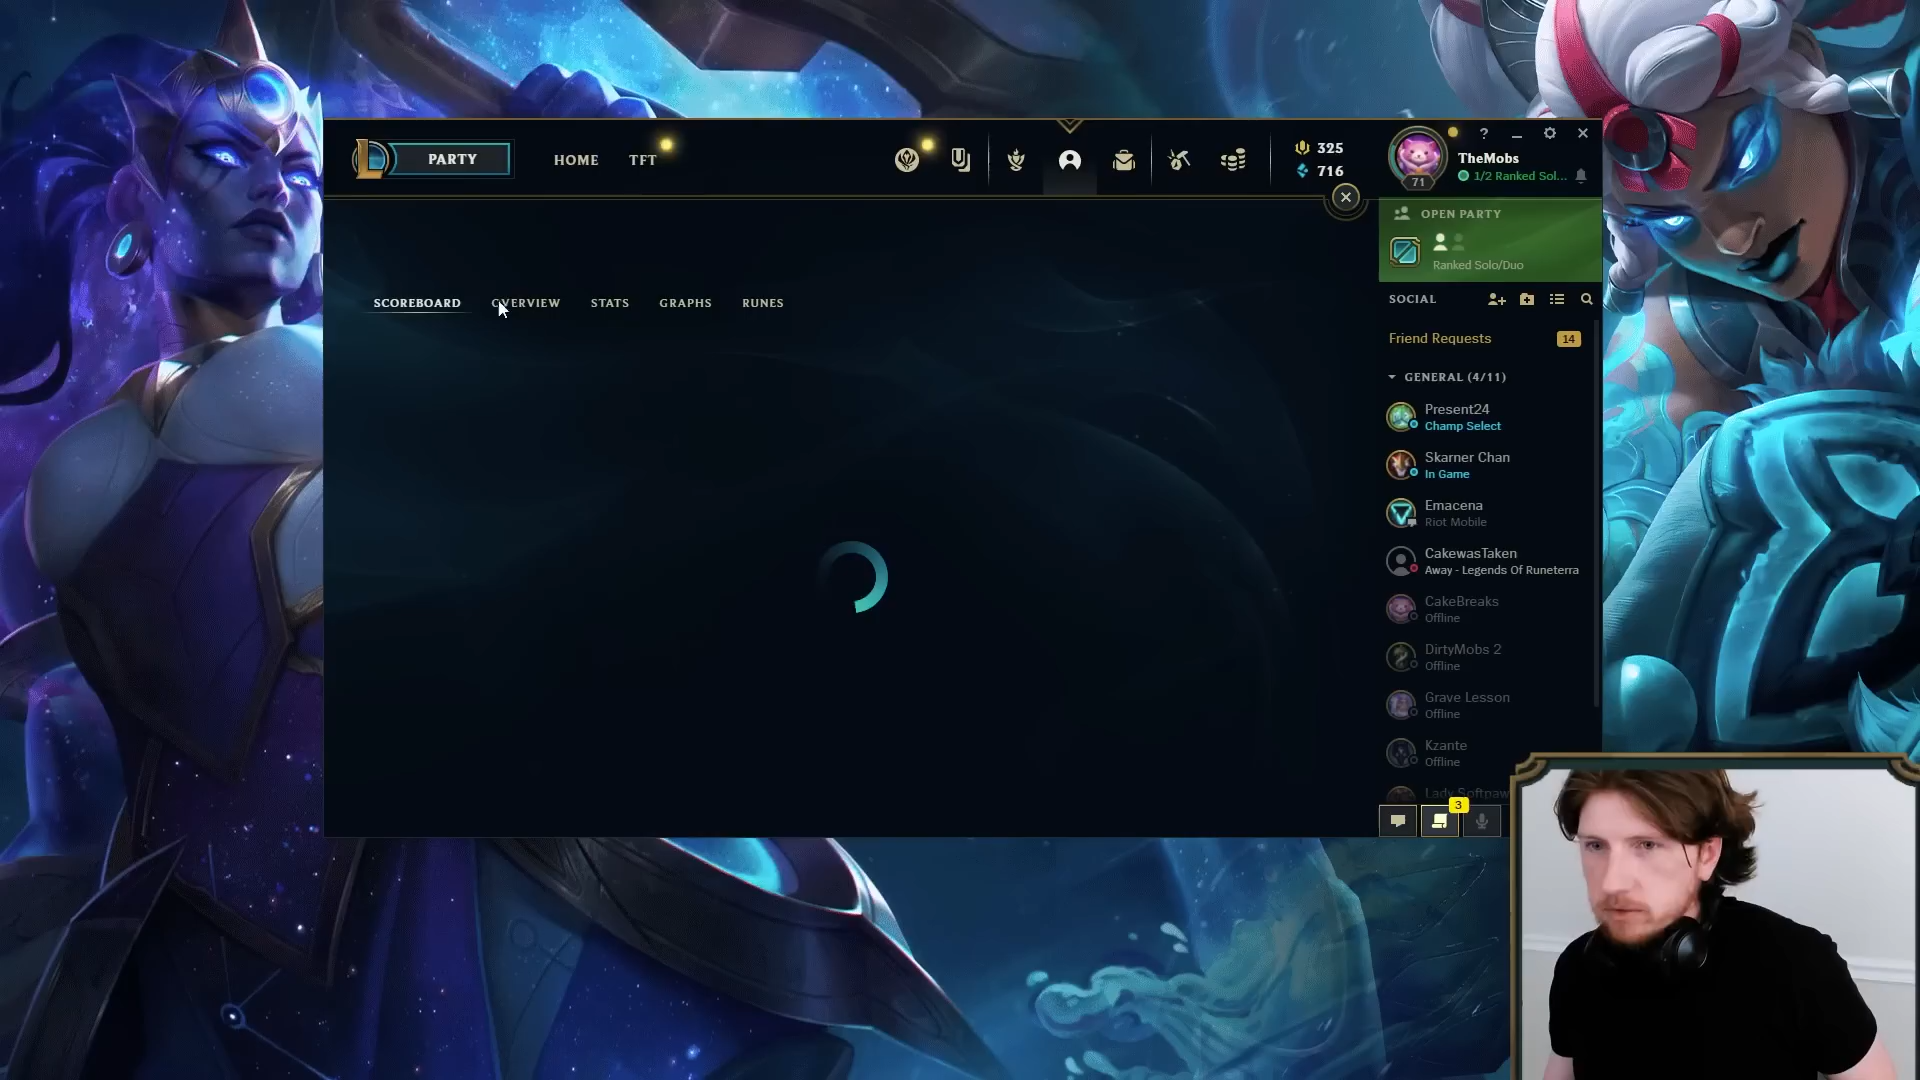 PARTY
HOME
TFT
325
716
71
TheMobs
1/2 Ranked Sol...
?
OPEN PARTY
Ranked Solo/Duo
SCOREBOARD
OVERVIEW
STATS
GRAPHS
RUNES
SOCIAL
Friend Requests
14
GENERAL (4/11)
Present24
Champ Select
Skarner Chan
In Game
Emacena
Riot Mobile
CakewasTaken
Away - Legends Of Runeterra
CakeBreaks
Offline
DirtyMobs 2
Offline
Grave Lesson
Offline
Kzante
Offline
Lady Softpaw
3